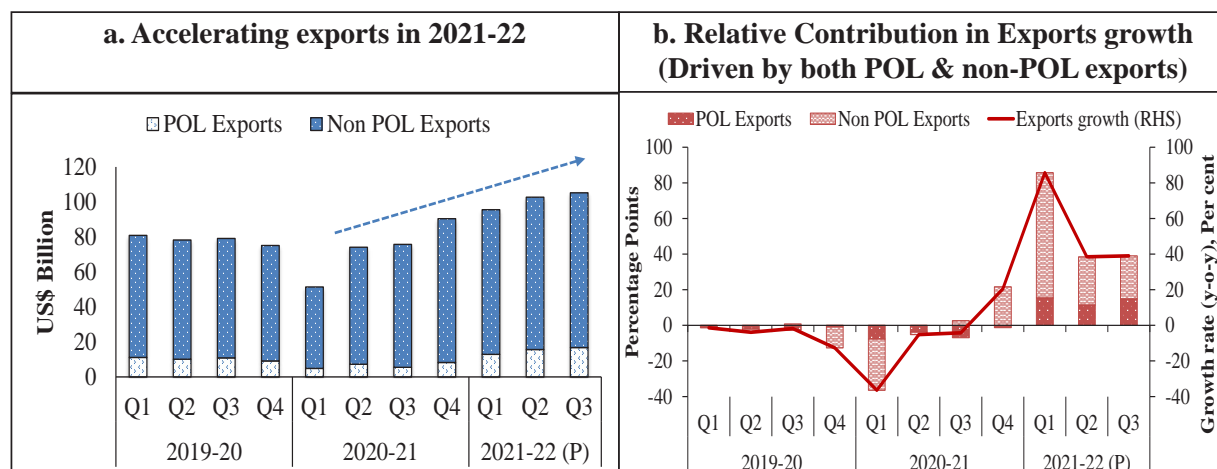 a. Accelerating exports in 2021-22
POL Exports Non POL Exports
US$ Billion
120
100
80
60
40
20
0
Q1 Q2 Q3 Q4 Q1 Q2 Q3 Q4 Q1 Q2 Q3
2019-20 2020-21 2021-22 (P)
b. Relative Contribution in Exports growth
(Driven by both POL & non-POL exports)
POL Exports Non POL Exports Exports growth (RHS)
Percentage Points
100
80
60
40
20
0
-20
-40
100
80
60
40
20
0
-20
-40
Growth rate (y-o-y), Per cent
Q1 Q2 Q3 Q4 Q1 Q2 Q3 Q4 Q1 Q2 Q3
2019-20 2020-21 2021-22 (P)